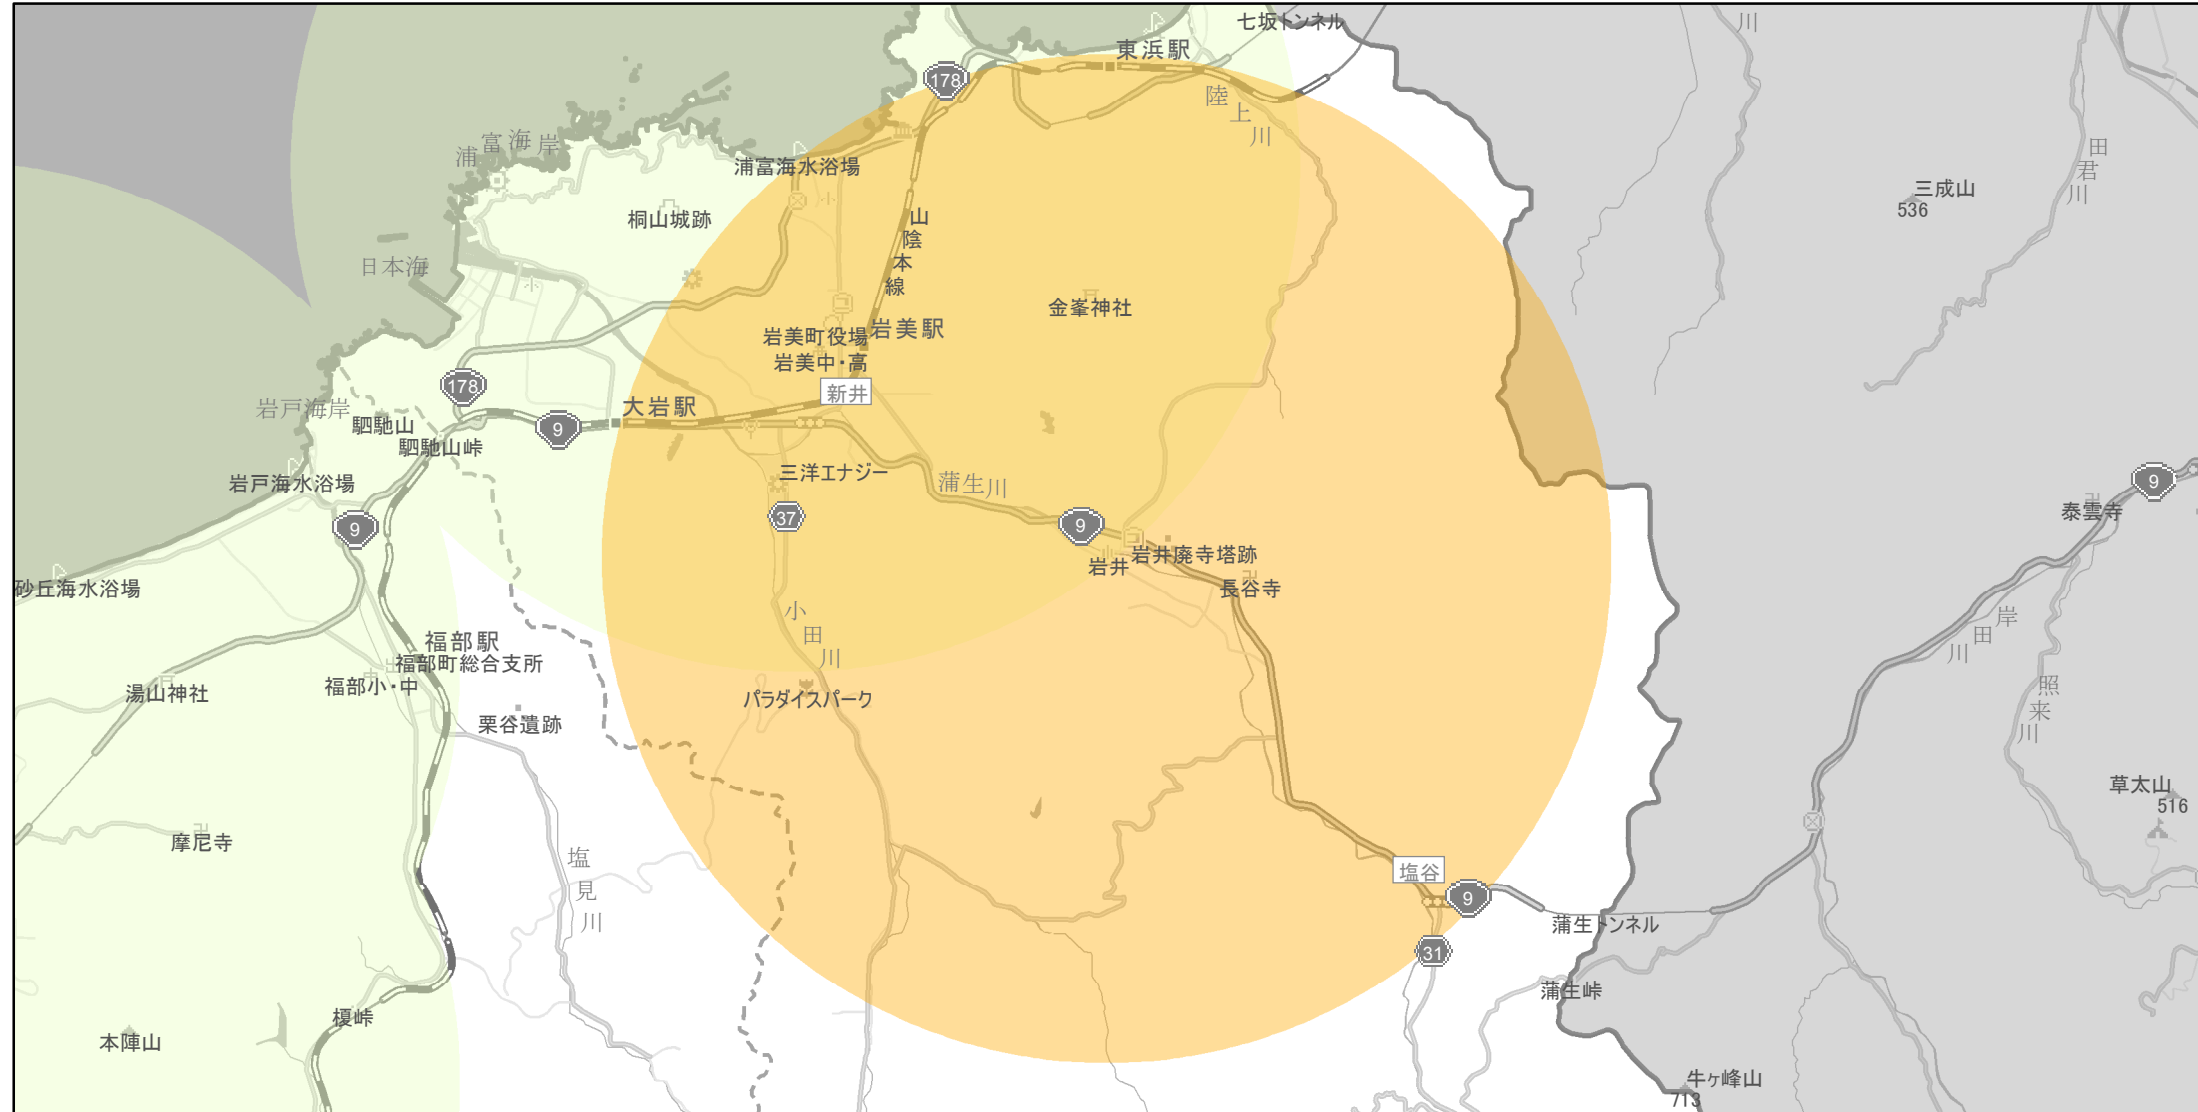 七坂トンネル
東浜駅
178
陸上川
浦富海岸
浦富海水浴場
桐山城跡
山陰本線
日本海
三成山
536
田君川
金峯神社
岩美駅
岩美町役場
岩美中・高
新井
178
岩戸海岸
大岩駅
9
駟馳山
駟馳山峠
三洋エナジー
蒲生川
岩戸海水浴場
37
9
9
9
泰雲寺
岩井廃寺塔跡
岩井
長谷寺
砂丘海水浴場
小田川
岸田川
福部駅
福部町総合支所
福部小・中
湯山神社
パラダイスパーク
栗谷遺跡
照来川
草太山
516
摩尼寺
塩見川
塩谷
9
蒲生トンネル
31
蒲生峠
榎峠
本陣山
牛ヶ峰山
713
川